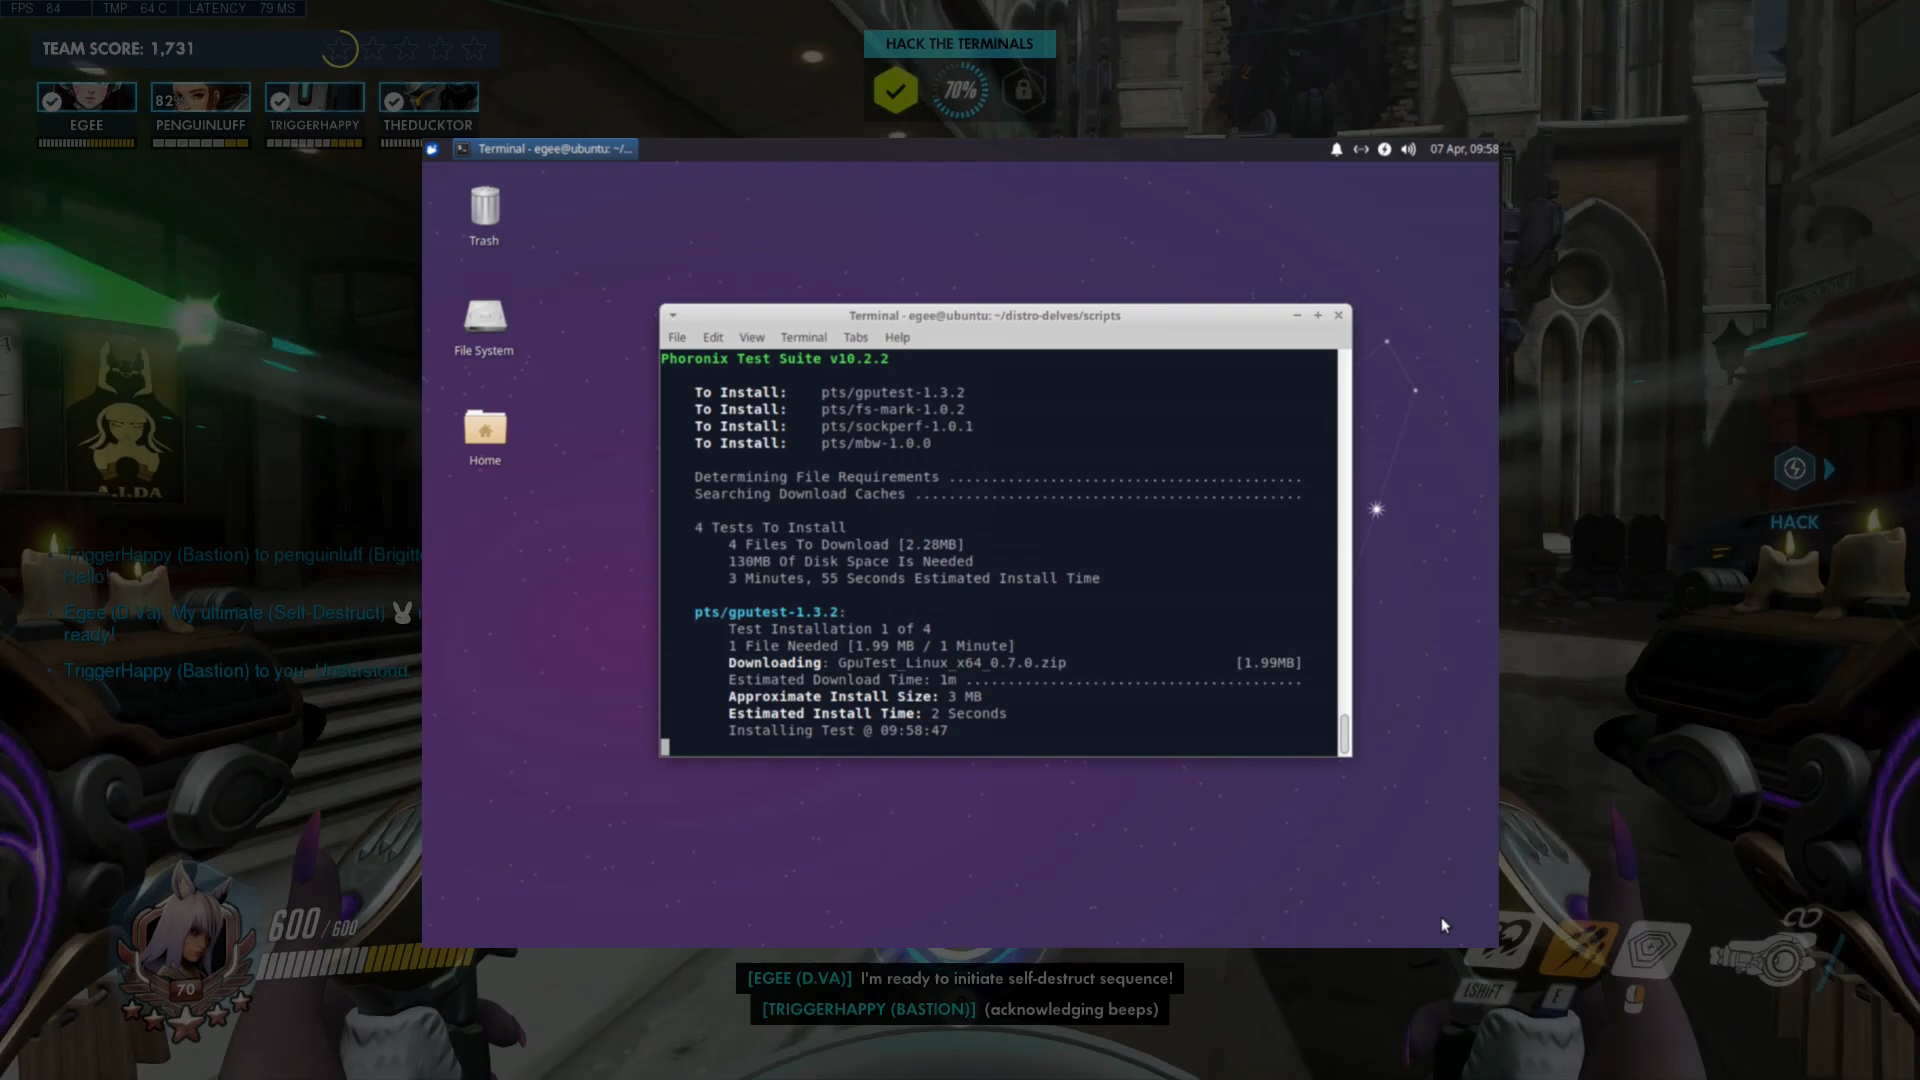 FPS: 84 TMP: 64 C LATENCY: 79 MS
TEAM SCORE: 1,731
HACK THE TERMINALS
70%
82%
EGEE PENGUINLUFF TRIGGERHAPPY THEDUCKTOR
Terminal - egee@ubuntu: ~/...
07 Apr, 09:58
Trash
File System
Home
Terminal - egee@ubuntu: ~/distro-delves/scripts
File Edit View Terminal Tabs Help
Phoronix Test Suite v10.2.2
To Install: pts/gputest-1.3.2
To Install: pts/fs-mark-1.0.2
To Install: pts/sockperf-1.0.1
To Install: pts/mbw-1.0.0
Determining File Requirements ..........................................
Searching Download Caches ..............................................
4 Tests To Install
4 Files To Download [2.28MB]
130MB Of Disk Space Is Needed
3 Minutes, 55 Seconds Estimated Install Time
pts/gputest-1.3.2:
Test Installation 1 of 4
1 File Needed [1.99 MB / 1 Minute]
Downloading: GpuTest_Linux_x64_0.7.0.zip [1.99MB]
Estimated Download Time: 1m ........................................
Approximate Install Size: 3 MB
Estimated Install Time: 2 Seconds
Installing Test @ 09:58:47
A.I.DA
HACK
TriggerHappy (Bastion) to penguinluff (Brigitte
Hello!
Egee (D.Va): My ultimate (Self-Destruct)
ready!
TriggerHappy (Bastion) to you: Understood.
600 / 600
70
LSHIFT E
[EGEE (D.VA)] I'm ready to initiate self-destruct sequence!
[TRIGGERHAPPY (BASTION)] (acknowledging beeps)